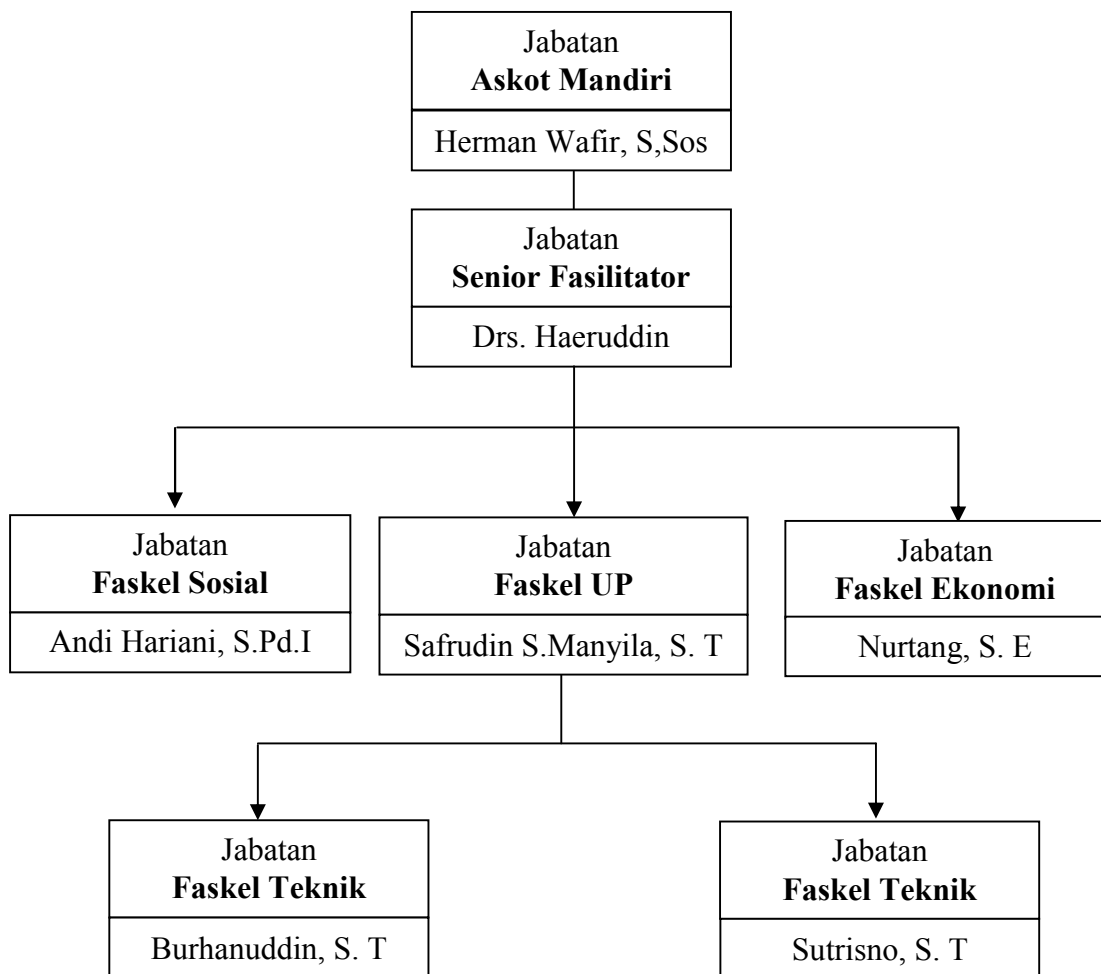 Jabatan
Askot Mandiri
Herman Wafir, S,Sos
Jabatan
Senior Fasilitator
Drs. Haeruddin
Jabatan
Faskel Sosial
Andi Hariani, S.Pd.I
Jabatan
Faskel UP
Safrudin S.Manyila, S. T
Jabatan
Faskel Ekonomi
Nurtang, S. E
Jabatan
Faskel Teknik
Burhanuddin, S. T
Jabatan
Faskel Teknik
Sutrisno, S. T